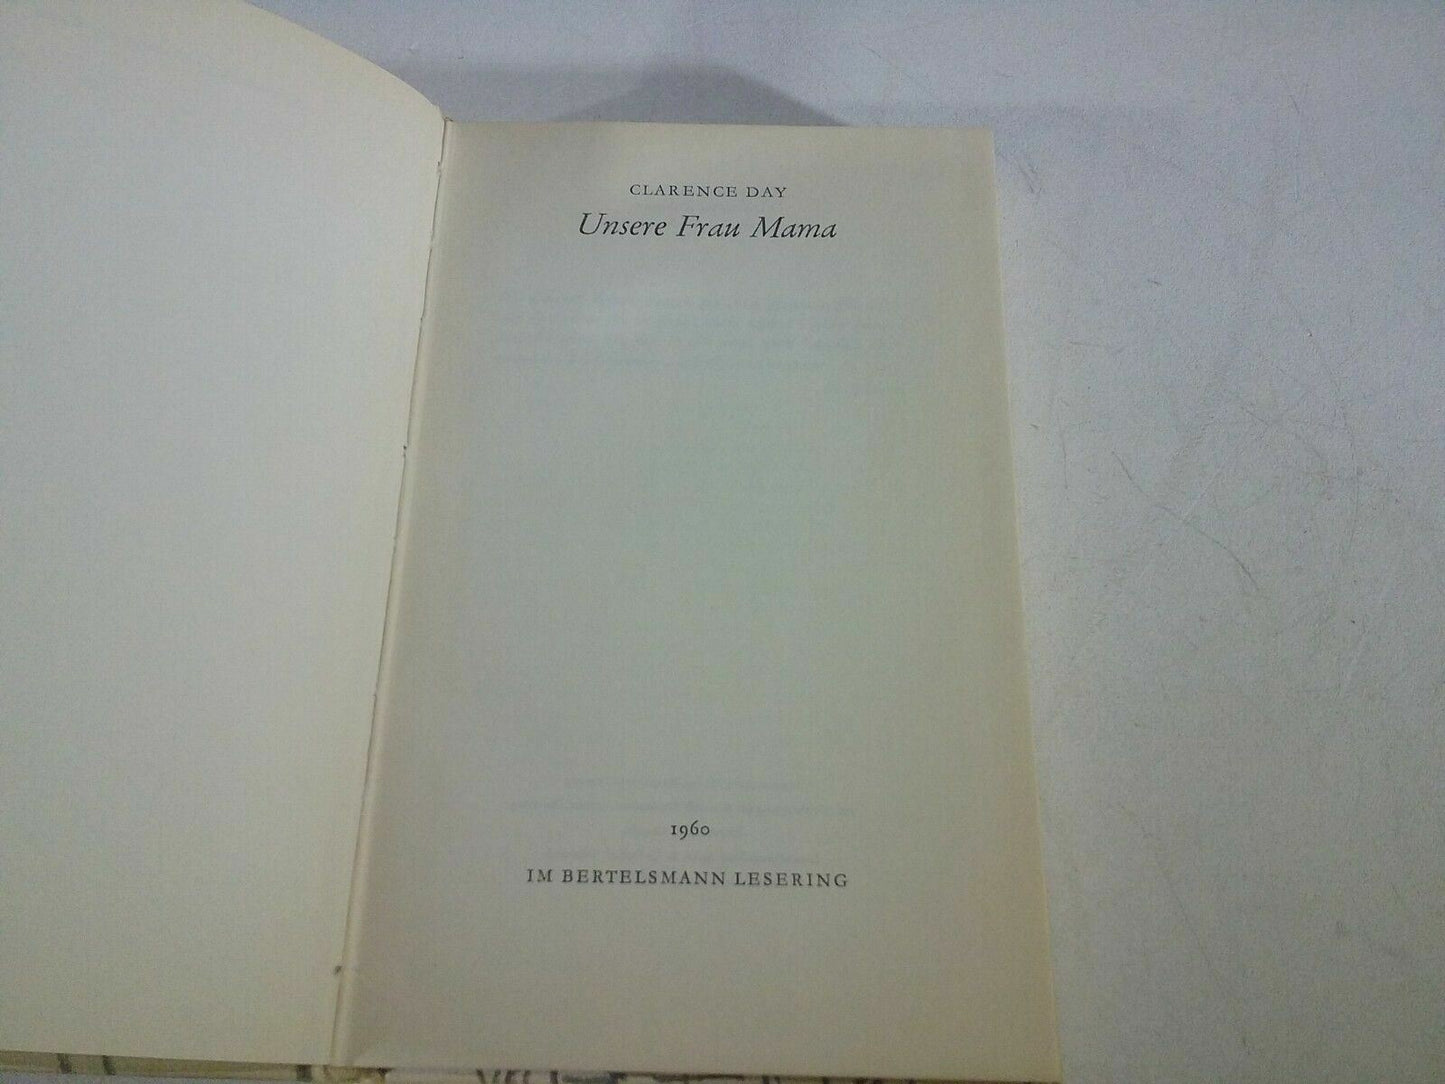 CLARENCE DAY
Unsere Frau Mama
1960
IM BERTELSMANN LESERING